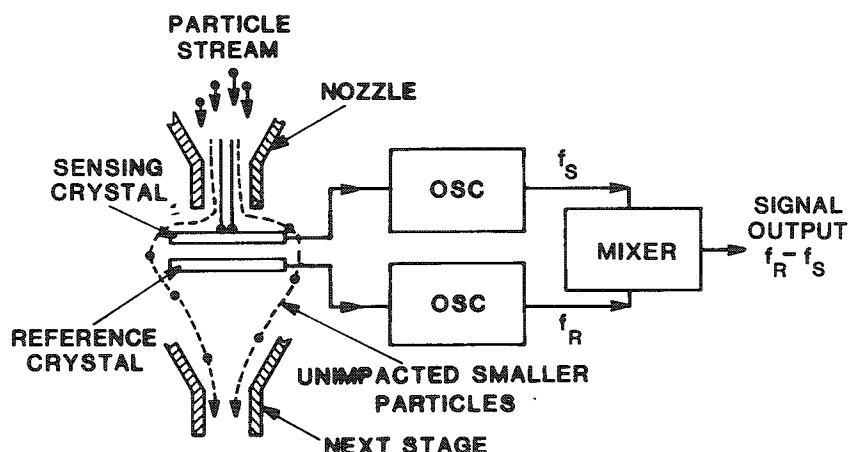 PARTICLE
STREAM
NOZZLE
SENSING
CRYSTAL
OSC
f_S
MIXER
SIGNAL
OUTPUT
f_R – f_S
OSC
f_R
REFERENCE
CRYSTAL
UNIMPACTED SMALLER
PARTICLES
NEXT STAGE